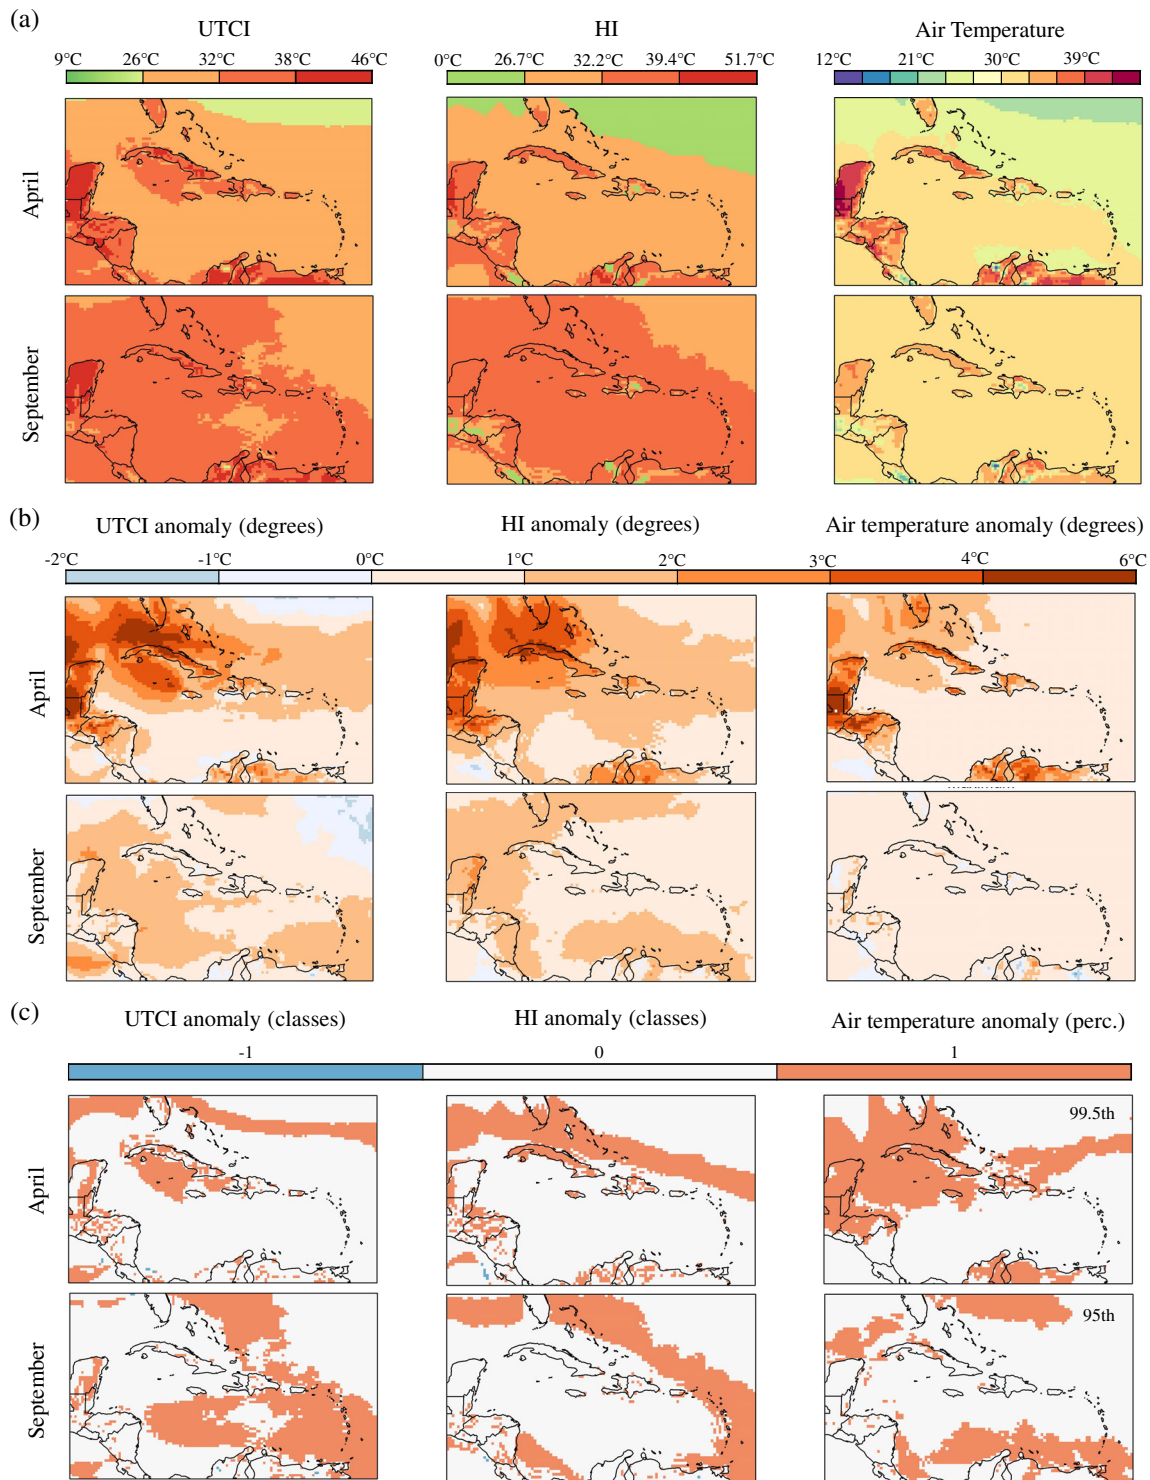 (a)
UTCI
HI
Air Temperature
9°C 26°C 32°C 38°C 46°C
0°C 26.7°C 32.2°C 39.4°C 51.7°C
12°C 21°C 30°C 39°C
April
September
(b)
UTCI anomaly (degrees)
HI anomaly (degrees)
Air temperature anomaly (degrees)
-2°C -1°C 0°C 1°C 2°C 3°C 4°C 6°C
April
September
(c)
UTCI anomaly (classes)
HI anomaly (classes)
Air temperature anomaly (perc.)
-1 0 1
April
99.5th
September
95th